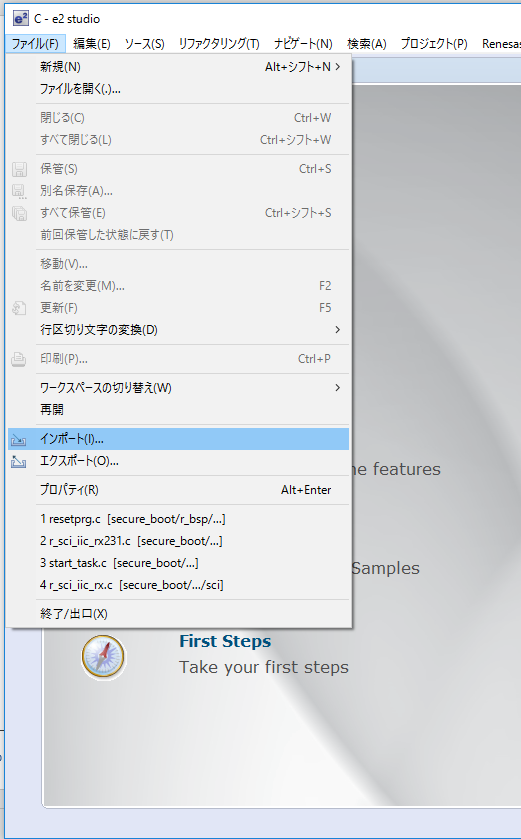 C - e2 studio
ファイル(F) 編集(E) ソース(S) リファクタリング(T) ナビゲート(N) 検索(A) プロジェクト(P) Renesas
新規(N) Alt+シフト+N
ファイルを開く(.)...
閉じる(C) Ctrl+W
すべて閉じる(L) Ctrl+シフト+W
保管(S) Ctrl+S
別名保存(A)...
すべて保管(E) Ctrl+シフト+S
前回保管した状態に戻す(T)
移動(V)...
名前を変更(M)... F2
更新(F) F5
行区切り文字の変換(D)
印刷(P)... Ctrl+P
ワークスペースの切り替え(W)
再開
インポート(I)...
エクスポート(O)...
he features
プロパティ(R) Alt+Enter
1 resetprg.c [secure_boot/r_bsp/...]
2 r_sci_iic_rx231.c [secure_boot/...]
3 start_task.c [secure_boot/...]
Samples
4 r_sci_iic_rx.c [secure_boot/.../sci]
終了/出口(X)
First Steps
Take your first steps